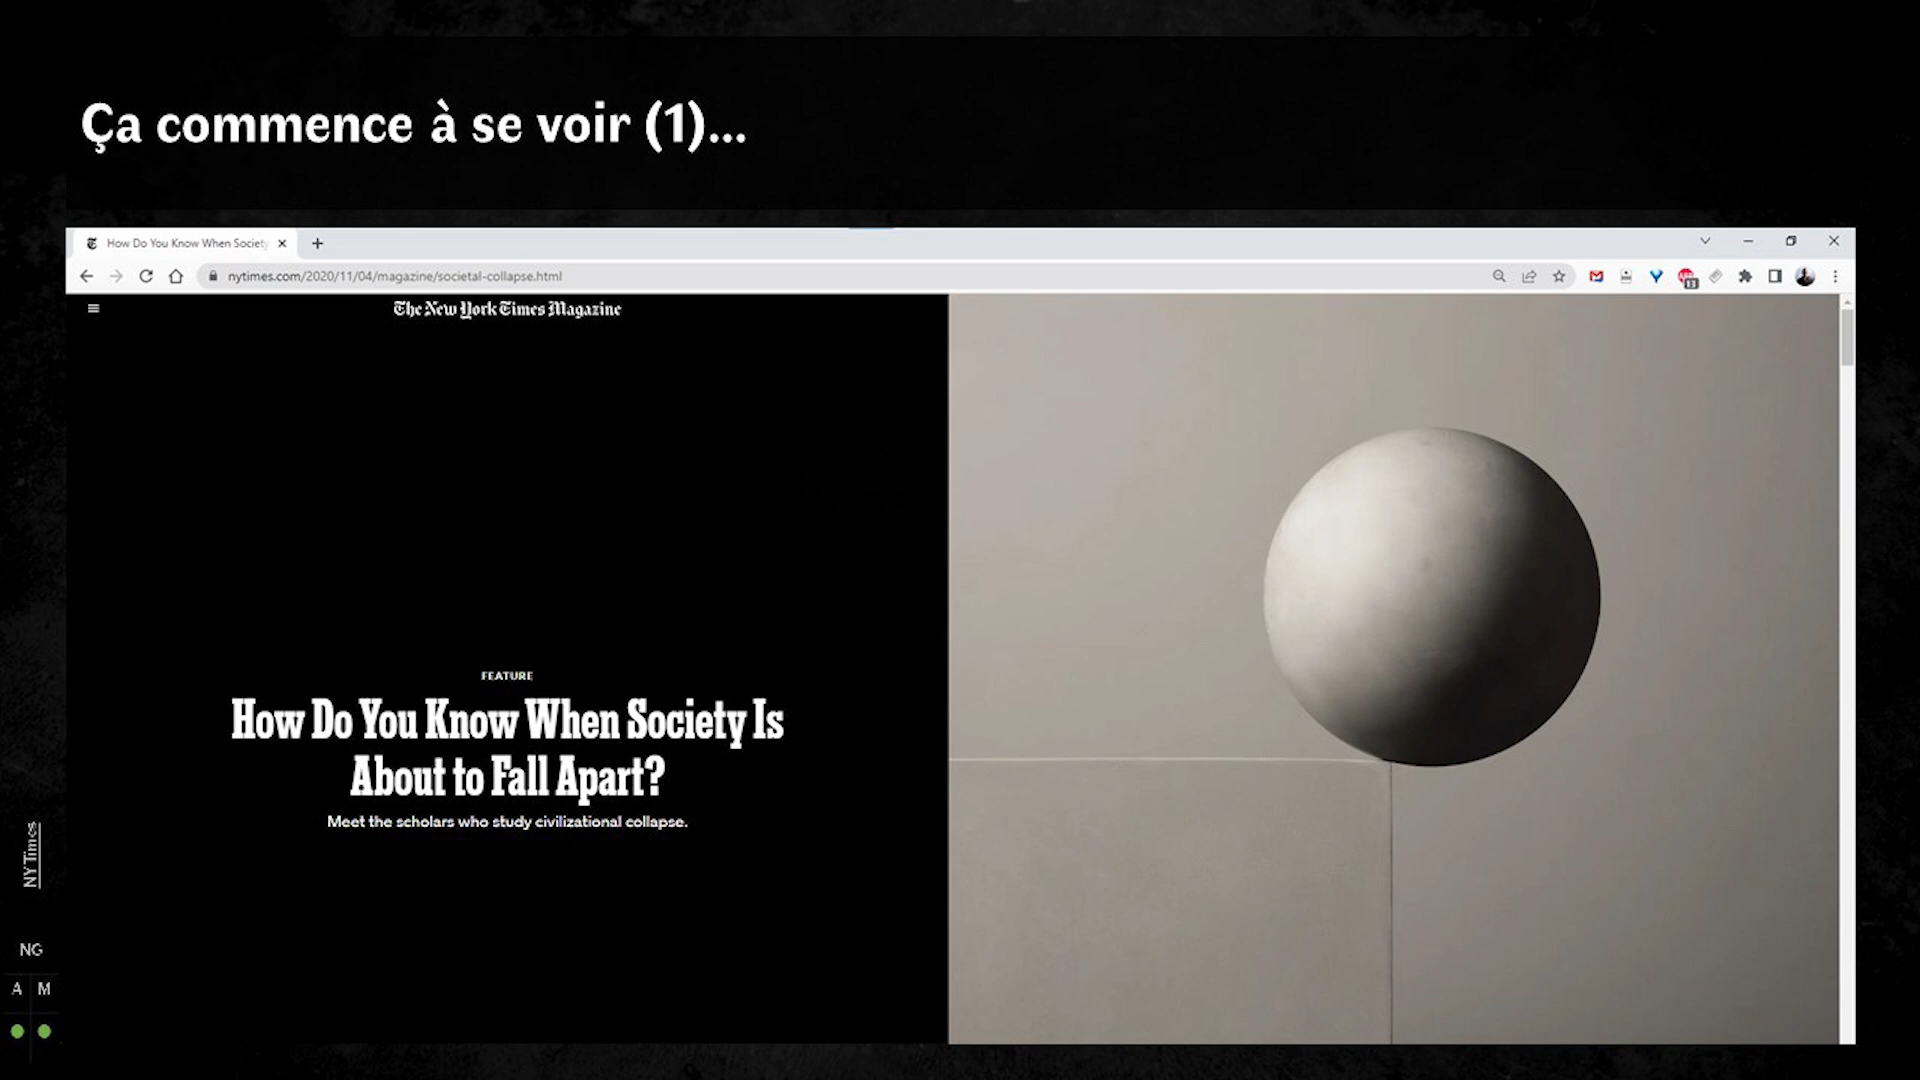 Ça commence à se voir (1)...
How Do You Know When Society
nytimes.com/2020/11/04/magazine/societal-collapse.html
The New York Times Magazine
FEATURE
How Do You Know When Society Is
About to Fall Apart?
Meet the scholars who study civilizational collapse.
NYTimes
NG
A M